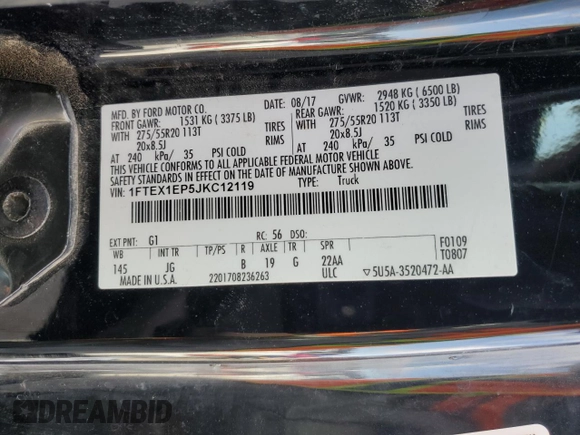 MFD. BY FORD MOTOR CO.
DATE: 08/17 GVWR: 2948 KG ( 6500 LB)
FRONT GAWR: 1531 KG ( 3375 LB) REAR GAWR: 1520 KG ( 3350 LB)
WITH 275/55R20 113T TIRES WITH 275/55R20 113T TIRES
20x8.5J RIMS 20x8.5J RIMS
AT 240 kPa/ 35 PSI COLD AT 240 kPa/ 35 PSI COLD
THIS VEHICLE CONFORMS TO ALL APPLICABLE FEDERAL MOTOR VEHICLE
SAFETY STANDARDS IN EFFECT ON THE DATE OF MANUFACTURE SHOWN ABOVE.
VIN: 1FTEX1EP5JKC12119 TYPE: Truck
EXT PNT: G1 RC: 56 DSO: F0109
WB INT TR TP/PS R AXLE TR SPR T0807
145 JG B 19 G 22AA
MADE IN U.S.A. 2201708236263 ULC ▽5U5A-3520472-AA
DREAMBID